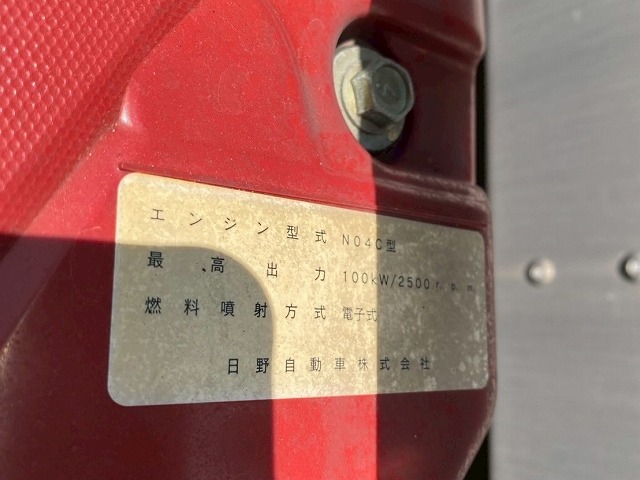 エンジン型式 N04C型
最高出力 100kW/2500r.p.m.
燃料噴射方式 電子式
日野自動車株式会社